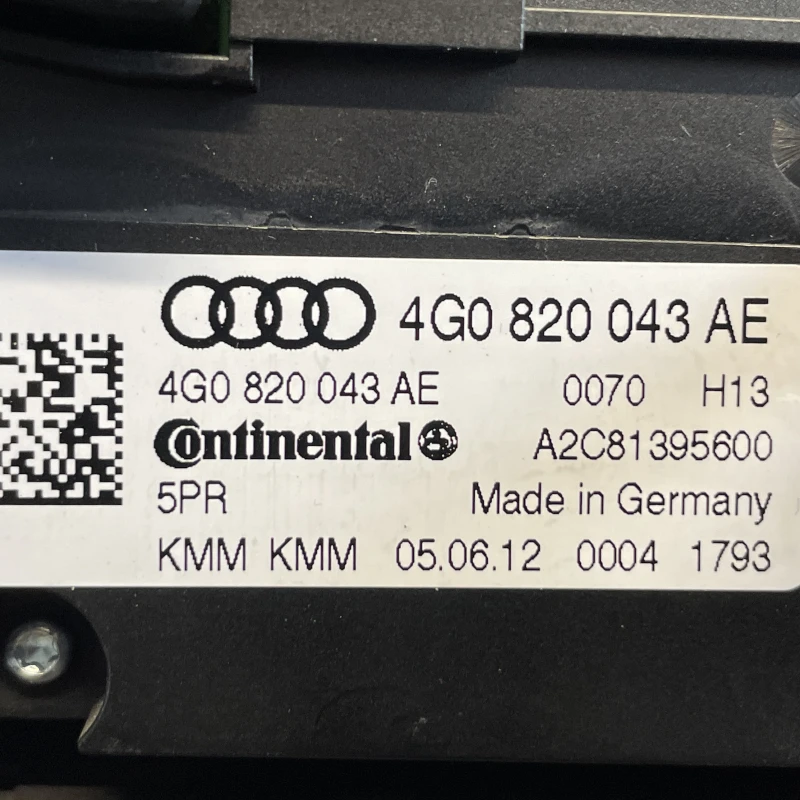 4G0 820 043 AE
4G0 820 043 AE 0070 H13
Continental A2C81395600
5PR Made in Germany
KMM KMM 05.06.12 0004 1793